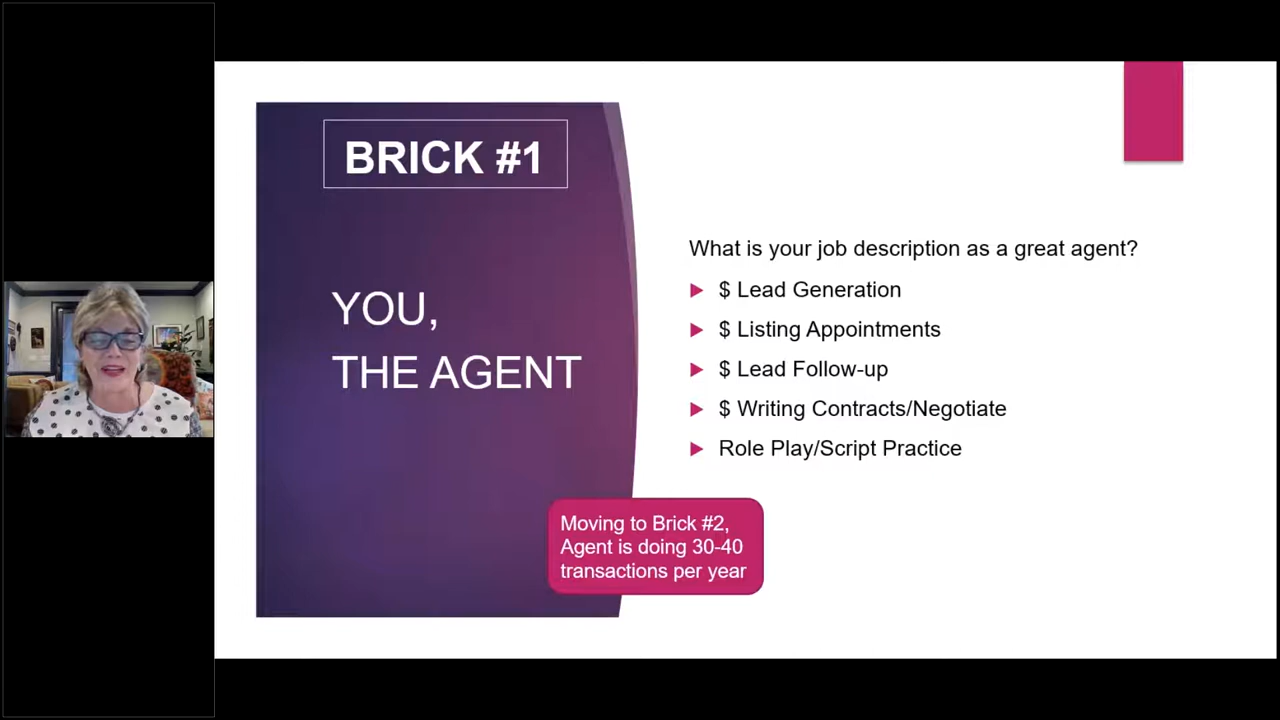 BRICK #1
YOU,
THE AGENT
What is your job description as a great agent?
$ Lead Generation
$ Listing Appointments
$ Lead Follow-up
$ Writing Contracts/Negotiate
Role Play/Script Practice
Moving to Brick #2,
Agent is doing 30-40
transactions per year